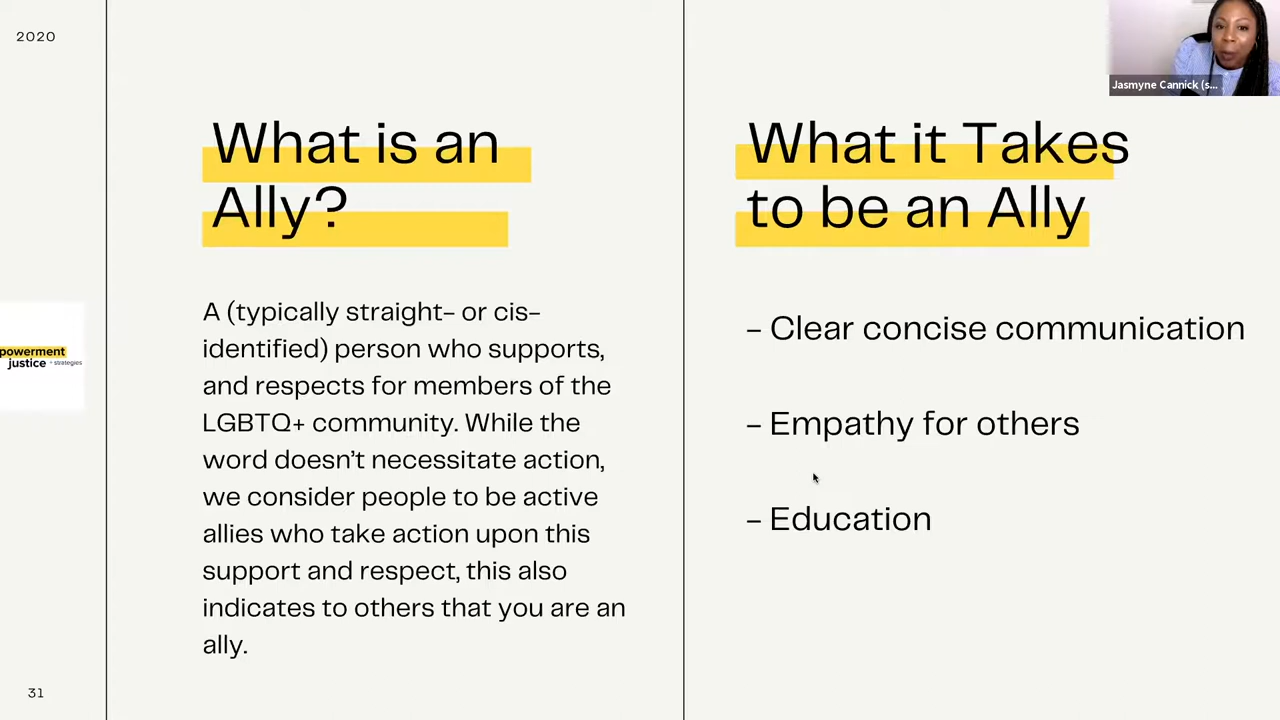 2020
Jasmyne Cannick (s...
What is an
Ally?
A (typically straight- or cis-
identified) person who supports,
and respects for members of the
LGBTQ+ community. While the
word doesn't necessitate action,
we consider people to be active
allies who take action upon this
support and respect, this also
indicates to others that you are an
ally.
What it Takes
to be an Ally
- Clear concise communication
- Empathy for others
- Education
powerment
justice + strategies
31